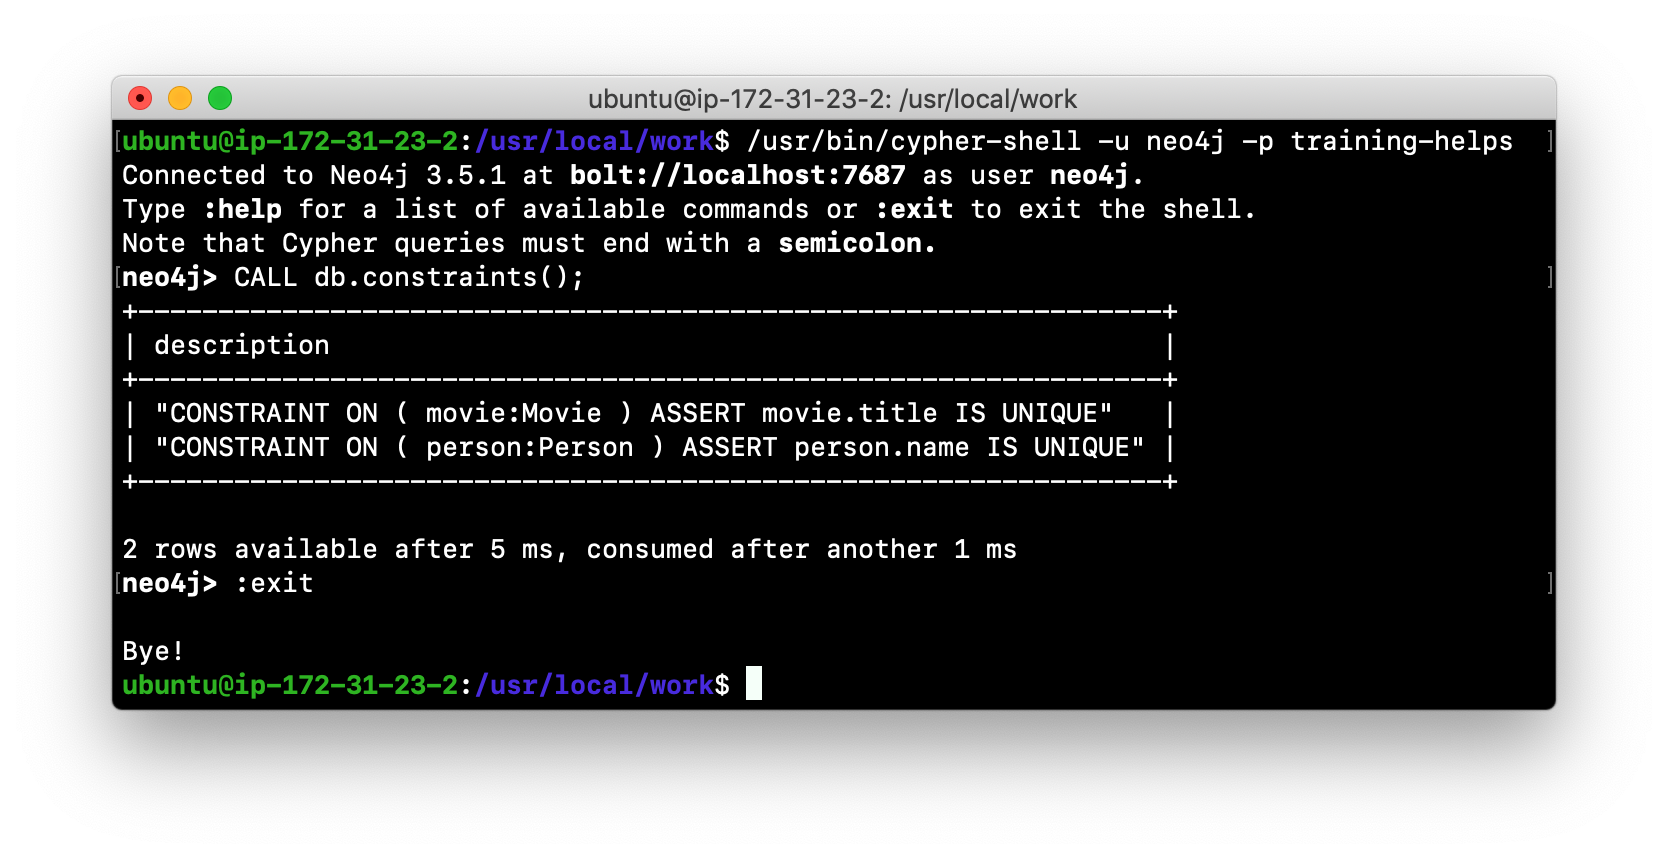 ubuntu@ip-172-31-23-2: /usr/local/work
[ubuntu@ip-172-31-23-2:/usr/local/work$ /usr/bin/cypher-shell -u neo4j -p training-helps ]
Connected to Neo4j 3.5.1 at bolt://localhost:7687 as user neo4j.
Type :help for a list of available commands or :exit to exit the shell.
Note that Cypher queries must end with a semicolon.
[neo4j> CALL db.constraints(); ]
+----------------------------------------------------------------+
| description                                                    |
+----------------------------------------------------------------+
| "CONSTRAINT ON ( movie:Movie ) ASSERT movie.title IS UNIQUE"   |
| "CONSTRAINT ON ( person:Person ) ASSERT person.name IS UNIQUE" |
+----------------------------------------------------------------+
2 rows available after 5 ms, consumed after another 1 ms
[neo4j> :exit ]
Bye!
ubuntu@ip-172-31-23-2:/usr/local/work$